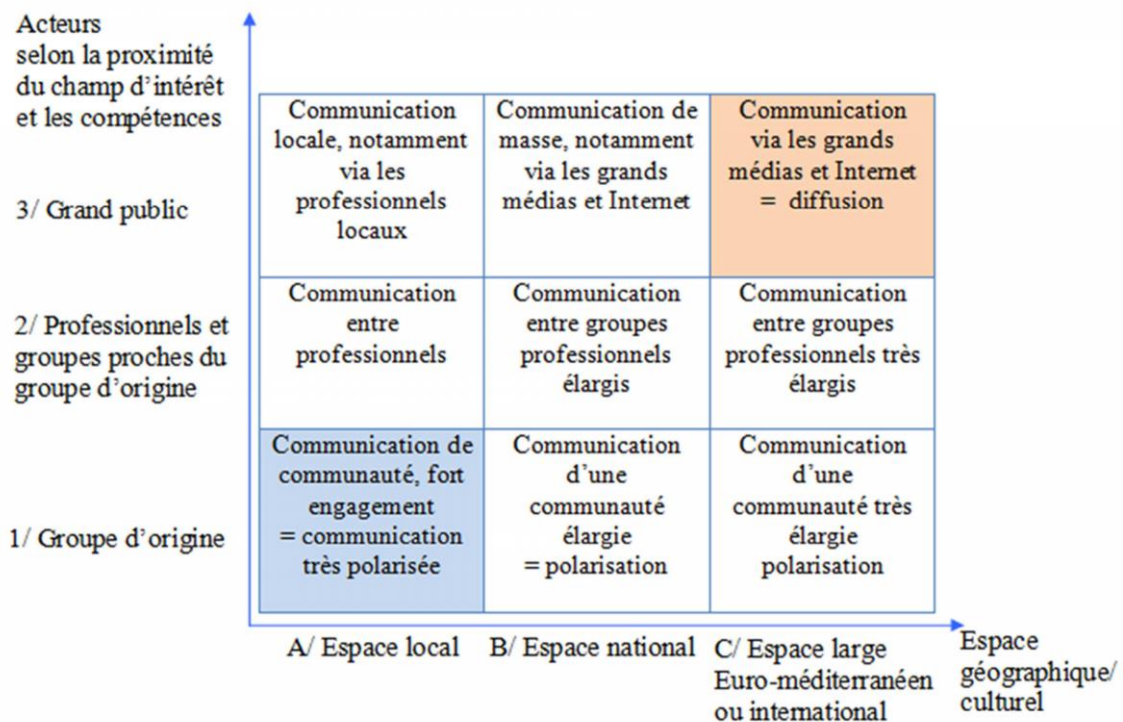 Acteurs
selon la proximité
du champ d'intérêt
et les compétences
3/ Grand public
Communication
locale, notamment
via les
professionnels
locaux
Communication de
masse, notamment
via les grands
médias et Internet
Communication
via les grands
médias et Internet
= diffusion
2/ Professionnels et
groupes proches du
groupe d'origine
Communication
entre
professionnels
Communication
entre groupes
professionnels
élargis
Communication
entre groupes
professionnels très
élargis
1/ Groupe d'origine
Communication de
communauté, fort
engagement
= communication
très polarisée
Communication
d'une
communauté
élargie
= polarisation
Communication
d'une
communauté très
élargie
polarisation
A/ Espace local
B/ Espace national
C/ Espace large
Euro-méditerranéen
ou international
Espace
géographique/
culturel